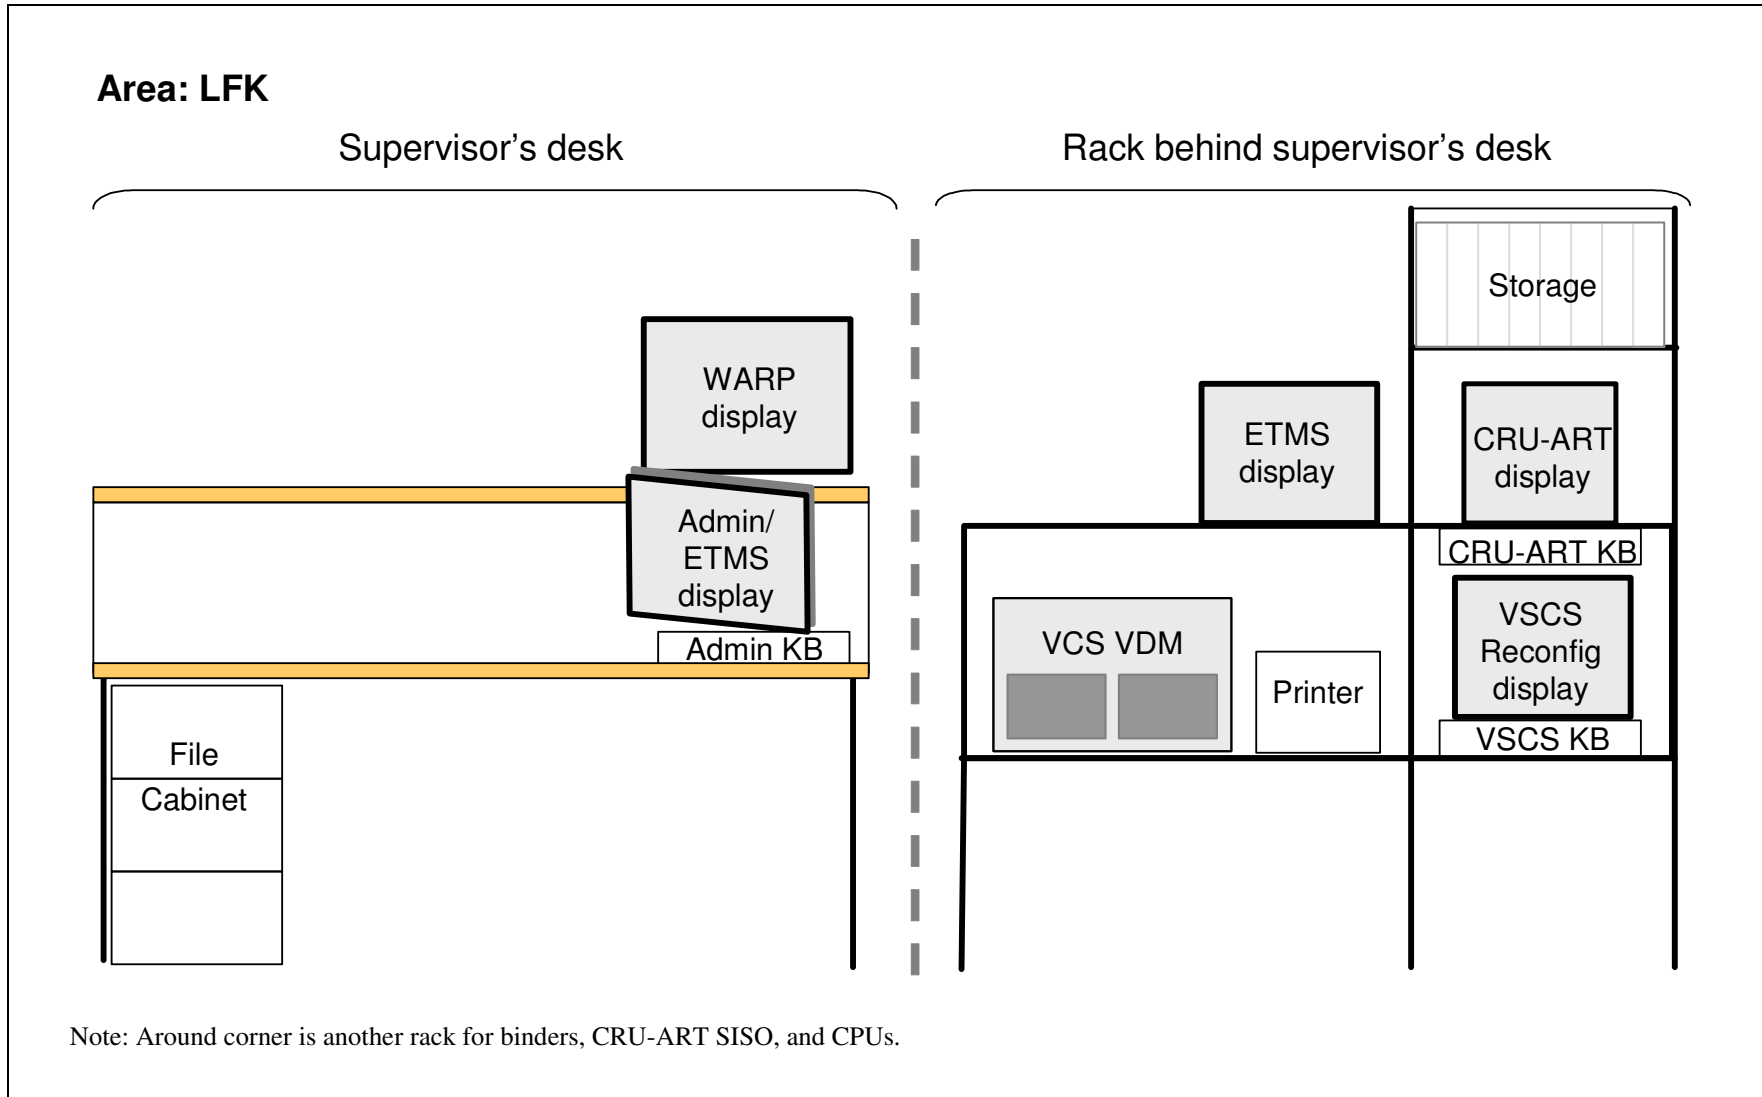 Area: LFK
Supervisor's desk
Rack behind supervisor's desk
Storage
WARP
display
ETMS
display
CRU-ART
display
Admin/
ETMS
display
Admin KB
CRU-ART KB
VCS VDM
Printer
VSCS
Reconfig
display
VSCS KB
File
Cabinet
Note: Around corner is another rack for binders, CRU-ART SISO, and CPUs.